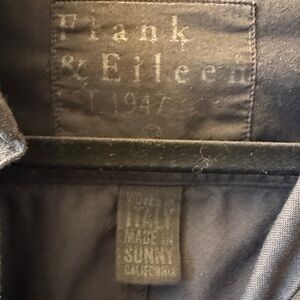 Frank
& Eileen
EST. 1947
WOVEN IN
ITALY
MADE IN
SUNNY
CALIFORNIA